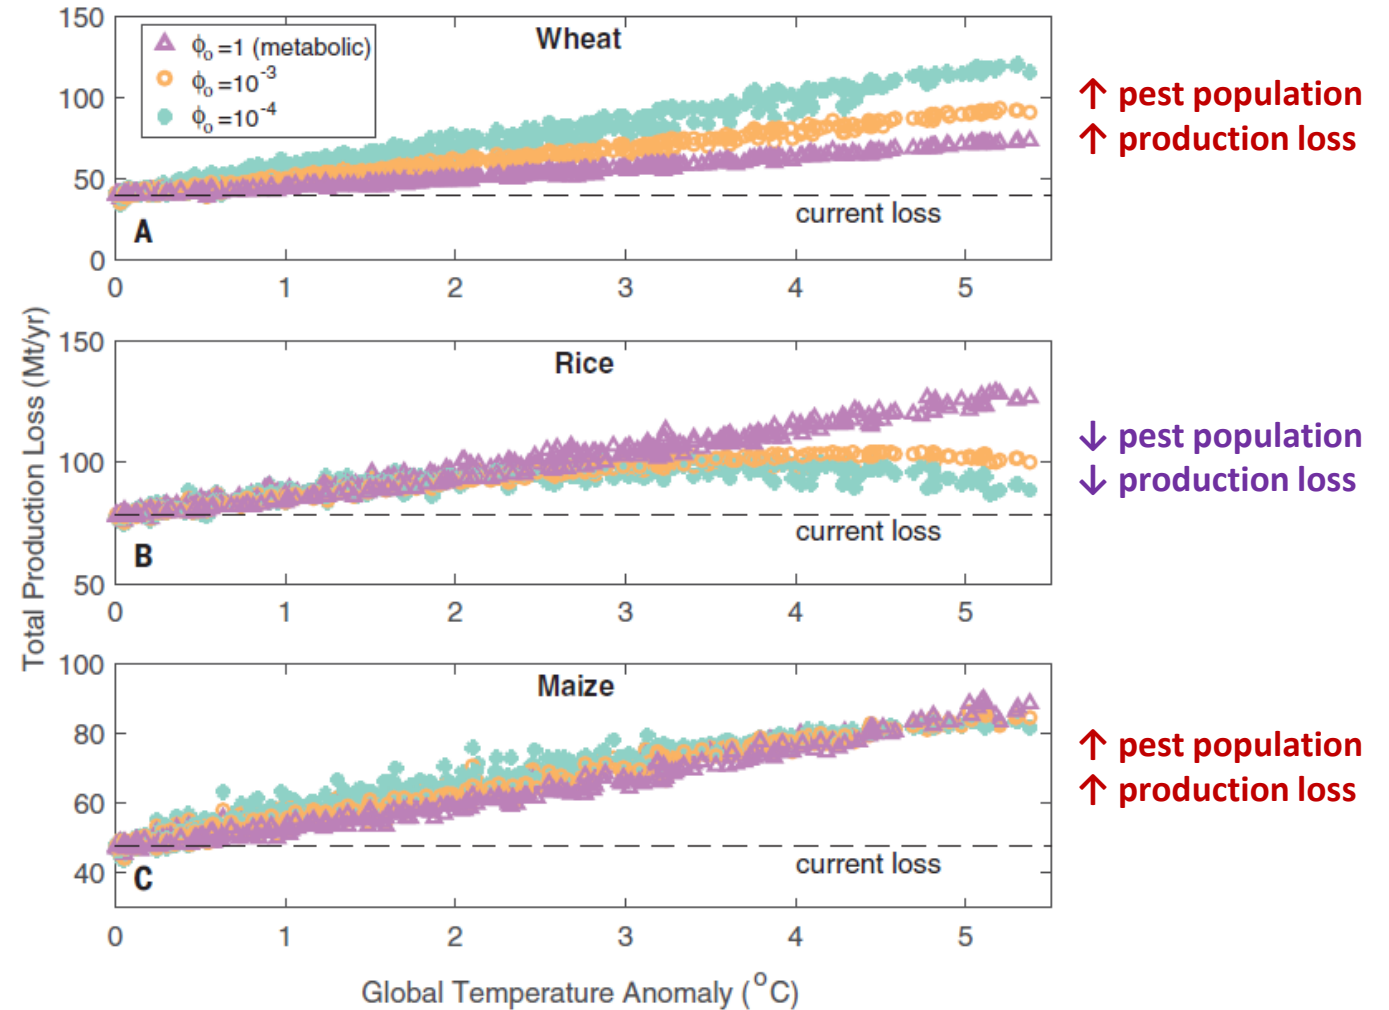 150
Wheat
φo =1 (metabolic)
φo =10-3
φo =10-4
100
50
0
current loss
A
0 1 2 3 4 5
↑ pest population
↑ production loss
Total Production Loss (Mt/yr)
150
Rice
100
50
current loss
B
0 1 2 3 4 5
↓ pest population
↓ production loss
100
Maize
80
60
40
current loss
C
0 1 2 3 4 5
↑ pest population
↑ production loss
Global Temperature Anomaly (°C)